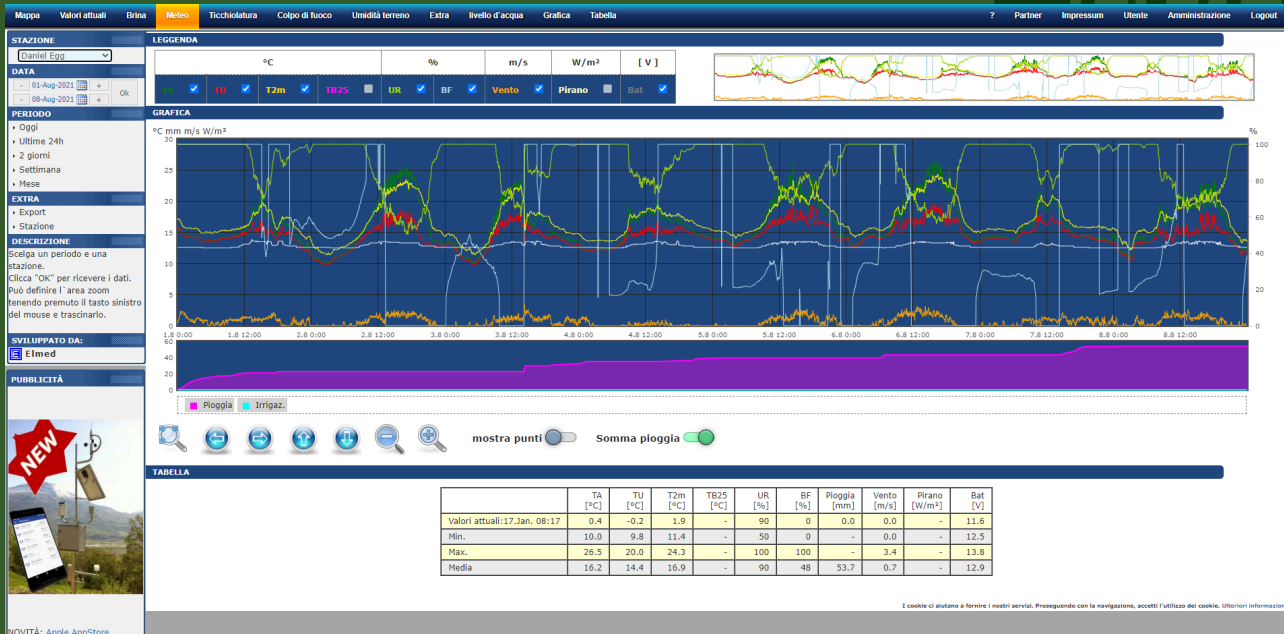 Mappa Valori attuali Brina Meteo Ticchiolatura Colpo di fuoco Umidità terreno Extra livello d'acqua Grafica Tabella ? Partner Impressum Utente Amministrazione Logout
STAZIONE
Daniel Egg
DATA
- 01-Aug-2021 +
- 08-Aug-2021 +
Ok
PERIODO
Oggi
Ultime 24h
2 giorni
Settimana
Mese
EXTRA
Export
Stazione
DESCRIZIONE
Scelga un periodo e una
stazione.
Clicca "OK" per ricevere i dati.
Puó definire l`area zoom
tenendo premuto il tasto sinistro
del mouse e trascinarlo.
SVILUPPATO DA:
Elmed
PUBBLICITÀ
NEW
NOVITÀ: Apple AppStore
LEGGENDA
°C % m/s W/m² [ V ]
TA TU T2m TB25 UR BF Vento Pirano Bat
GRAFICA
°C mm m/s W/m² %
30
25
20
15
10
5
0
100
80
60
40
20
0
1.8 0:00 1.8 12:00 2.8 0:00 2.8 12:00 3.8 0:00 3.8 12:00 4.8 0:00 4.8 12:00 5.8 0:00 5.8 12:00 6.8 0:00 6.8 12:00 7.8 0:00 7.8 12:00 8.8 0:00 8.8 12:00
60
40
20
0
Pioggia Irrigaz.
mostra punti Somma pioggia
TABELLA
TA TU T2m TB25 UR BF Pioggia Vento Pirano Bat
[°C] [°C] [°C] [°C] [%] [%] [mm] [m/s] [W/m²] [V]
Valori attuali:17.Jan. 08:17 0.4 -0.2 1.9 - 90 0 0.0 0.0 - 11.6
Min. 10.0 9.8 11.4 - 50 0 - 0.0 - 12.5
Max. 26.5 20.0 24.3 - 100 100 - 3.4 - 13.8
Media 16.2 14.4 16.9 - 90 48 53.7 0.7 - 12.9
I cookie ci aiutano a fornire i nostri servizi. Proseguendo con la navigazione, accetti l'utilizzo dei cookie. Ulteriori informazion